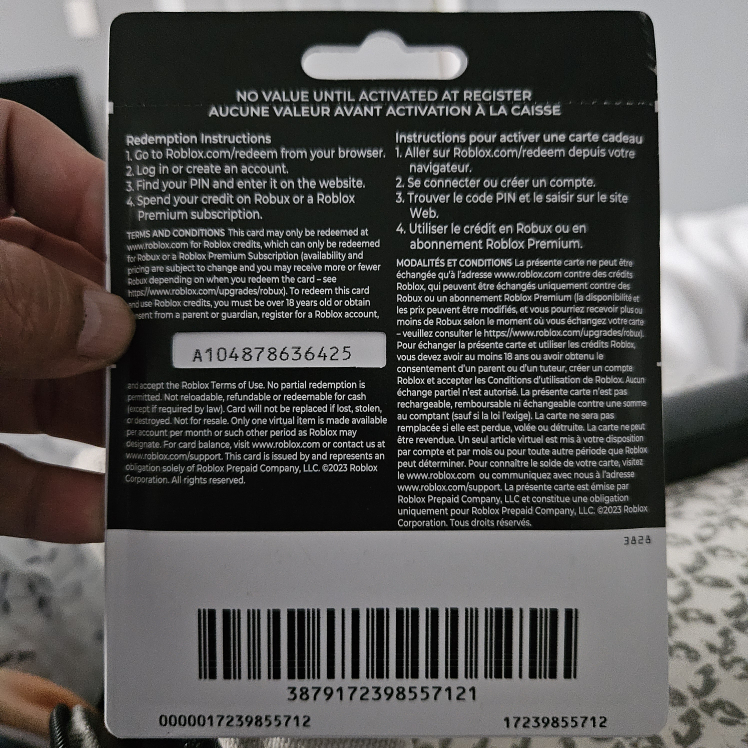 NO VALUE UNTIL ACTIVATED AT REGISTER
AUCUNE VALEUR AVANT ACTIVATION À LA CAISSE
Redemption Instructions
1. Go to Roblox.com/redeem from your browser.
2. Log in or create an account.
3. Find your PIN and enter it on the website.
4. Spend your credit on Robux or a Roblox
Premium subscription.
TERMS AND CONDITIONS This card may only be redeemed at
www.roblox.com for Roblox credits, which can only be redeemed
for Robux or a Roblox Premium Subscription (availability and
pricing are subject to change and you may receive more or fewer
Robux depending on when you redeem the card – see
https://www.roblox.com/upgrades/robux). To redeem this card
and use Roblox credits, you must be over 18 years old or obtain
from a parent or guardian, register for a Roblox account,
A104878636425
and accept the Roblox Terms of Use. No partial redemption is
permitted. Not reloadable, refundable or redeemable for cash
(except if required by law). Card will not be replaced if lost, stolen,
or destroyed. Not for resale. Only one virtual item is made available
per account per month or such other period as Roblox may
designate. For card balance, visit www.roblox.com or contact us at
www.roblox.com/support. This card is issued by and represents an
obligation solely of Roblox Prepaid Company, LLC. ©2023 Roblox
Corporation. All rights reserved.
Instructions pour activer une carte cadeau
1. Aller sur Roblox.com/redeem depuis votre
navigateur.
2. Se connecter ou créer un compte.
3. Trouver le code PIN et le saisir sur le site
Web.
4. Utiliser le crédit en Robux ou en
abonnement Roblox Premium.
MODALITÉS ET CONDITIONS La présente carte ne peut être
échangée qu'à l'adresse www.roblox.com contre des crédits
Roblox, qui peuvent être échangés uniquement contre des
Robux ou un abonnement Roblox Premium (la disponibilité et
les prix peuvent être modifiés, et vous pourriez recevoir plus ou
moins de Robux selon le moment où vous échangez votre carte
– veuillez consulter le https://www.roblox.com/upgrades/robux).
Pour échanger la présente carte et utiliser les crédits Roblox,
vous devez avoir au moins 18 ans ou avoir obtenu le
consentement d'un parent ou d'un tuteur, créer un compte
Roblox et accepter les Conditions d'utilisation de Roblox. Aucun
échange partiel n'est autorisé. La présente carte n'est pas
rechargeable, remboursable ni échangeable contre une somme
au comptant (sauf si la loi l'exige). La carte ne sera pas
remplacée si elle est perdue, volée ou détruite. La carte ne peut
être revendue. Un seul article virtuel est mis à votre disposition
par compte et par mois ou pour toute autre période que Roblox
peut déterminer. Pour connaître le solde de votre carte, visitez
le www.roblox.com ou communiquez avec nous à l'adresse
www.roblox.com/support. La présente carte est émise par
Roblox Prepaid Company, LLC et constitue une obligation
uniquement pour Roblox Prepaid Company, LLC. ©2023 Roblox
Corporation. Tous droits réservés.
3828
3879172398557121
0000017239855712
17239855712